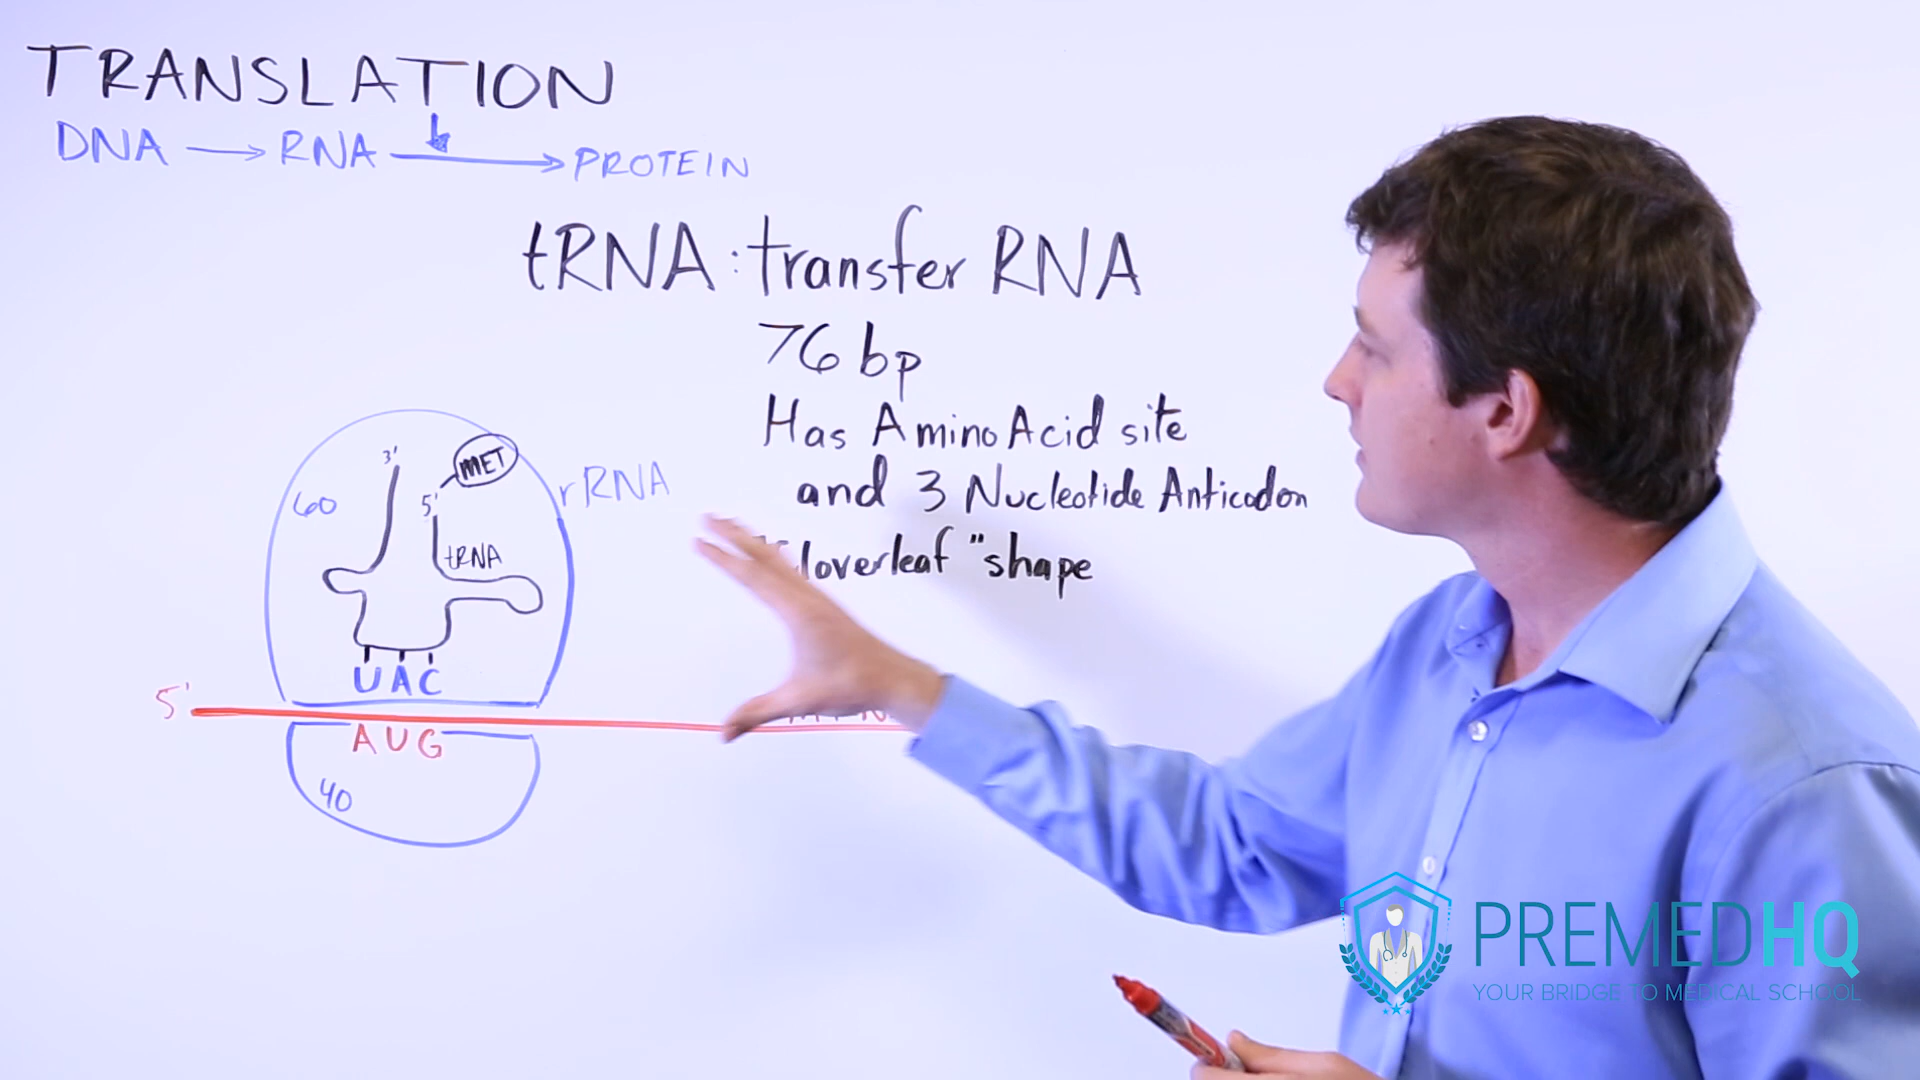 TRANSLATION
DNA → RNA → PROTEIN
tRNA: transfer RNA
76 bp
Has Amino Acid site
and 3 Nucleotide Anticodon
"Cloverleaf" shape
3'
MET
5'
60
rRNA
tRNA
UAC
5'
AUG
40
PREMEDHQ
YOUR BRIDGE TO MEDICAL SCHOOL